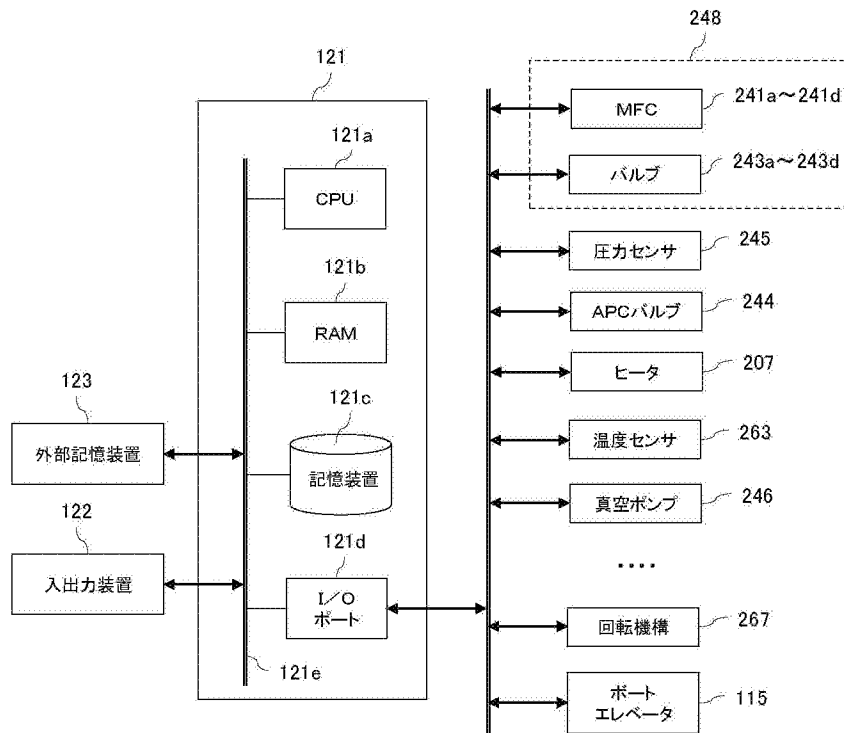 248
121
MFC
241a～241d
121a
CPU
バルブ
243a～243d
圧力センサ
245
121b
RAM
APCバルブ
244
ヒータ
207
123
外部記憶装置
121c
記憶装置
温度センサ
263
真空ポンプ
246
122
入出力装置
121d
I／O
ポート
‥‥
回転機構
267
121e
ボート
エレベータ
115